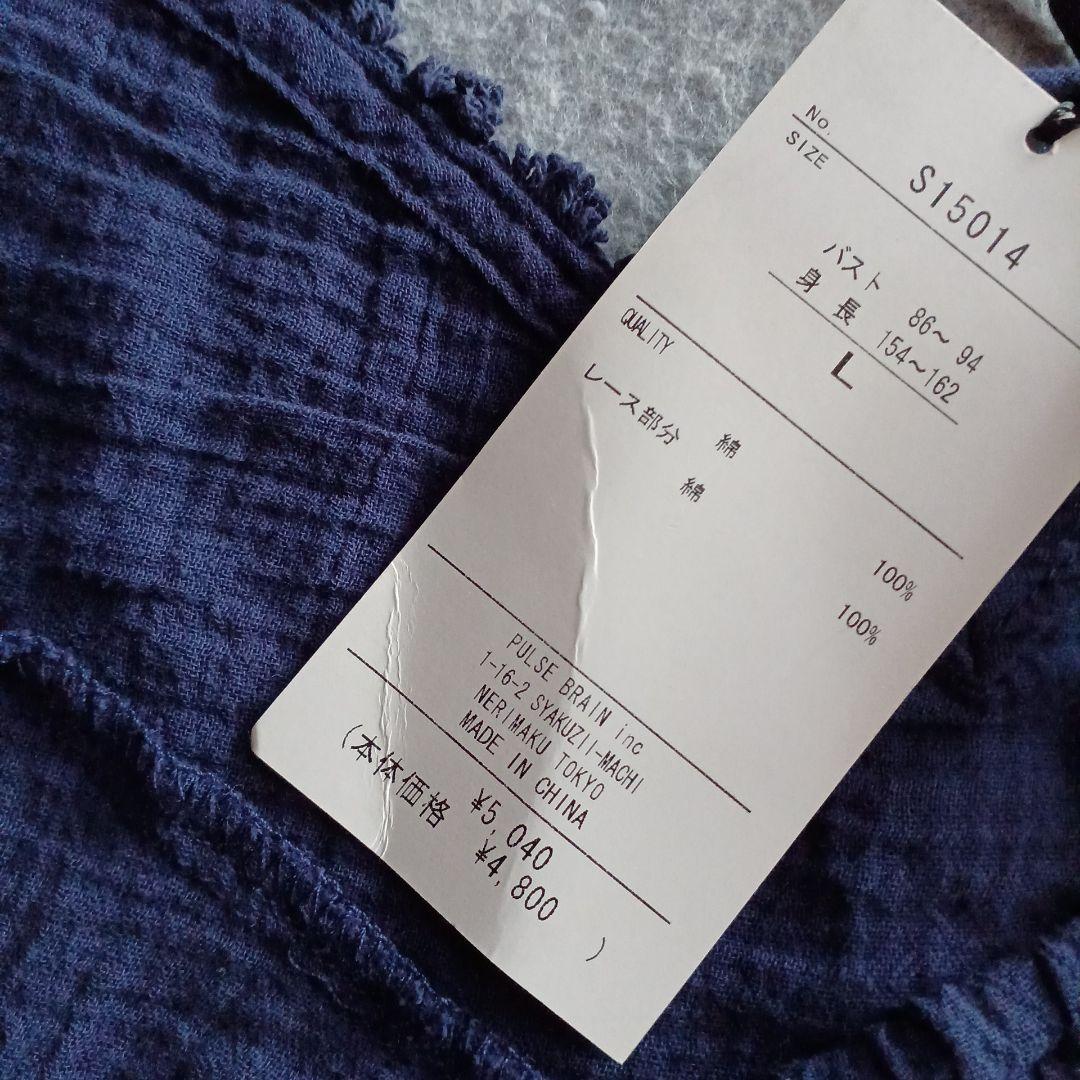 No. S15014
SIZE
バスト 86～ 94
身 長 154～162
L
QUALITY
綿 100%
レース部分 綿 100%
PULSE BRAIN inc
1-16-2 SYAKUZII-MACHI
NERIMAKU TOKYO
MADE IN CHINA
¥5,040
(本体価格 ¥4,800 )